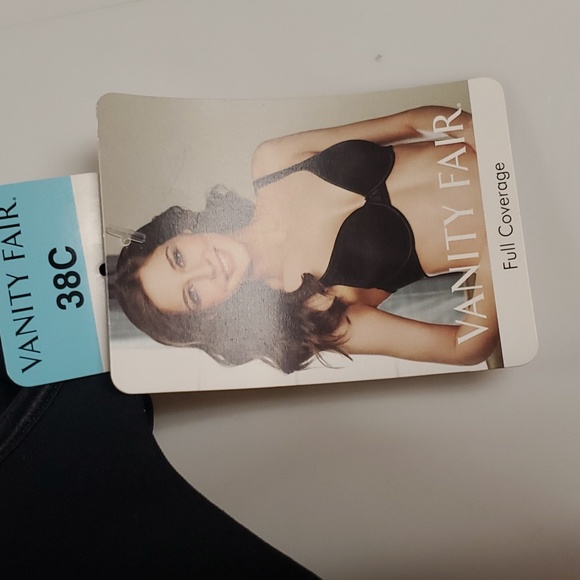 VANITY FAIR.
38C
VANITY FAIR.
Full Coverage